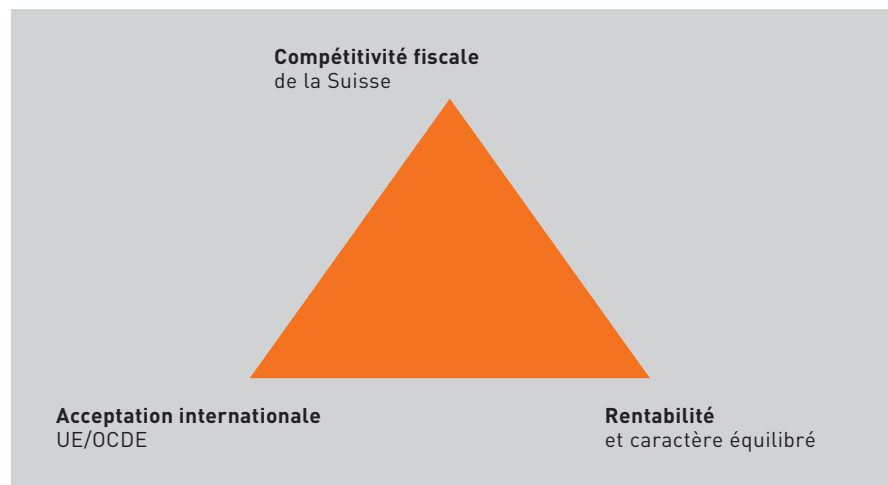 Compétitivité fiscale
de la Suisse
Acceptation internationale
UE/OCDE
Rentabilité
et caractère équilibré